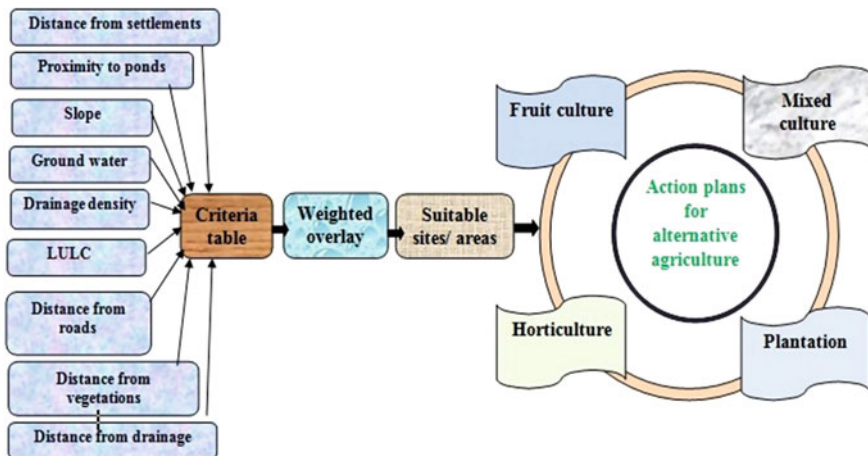 Distance from settlements
Proximity to ponds
Slope
Ground water
Drainage density
LULC
Distance from
roads
Distance from
vegetations
Distance from drainage
Criteria
table
Weighted
overlay
Suitable
sites/ areas
Fruit culture
Mixed
culture
Action plans
for
alternative
agriculture
Horticulture
Plantation